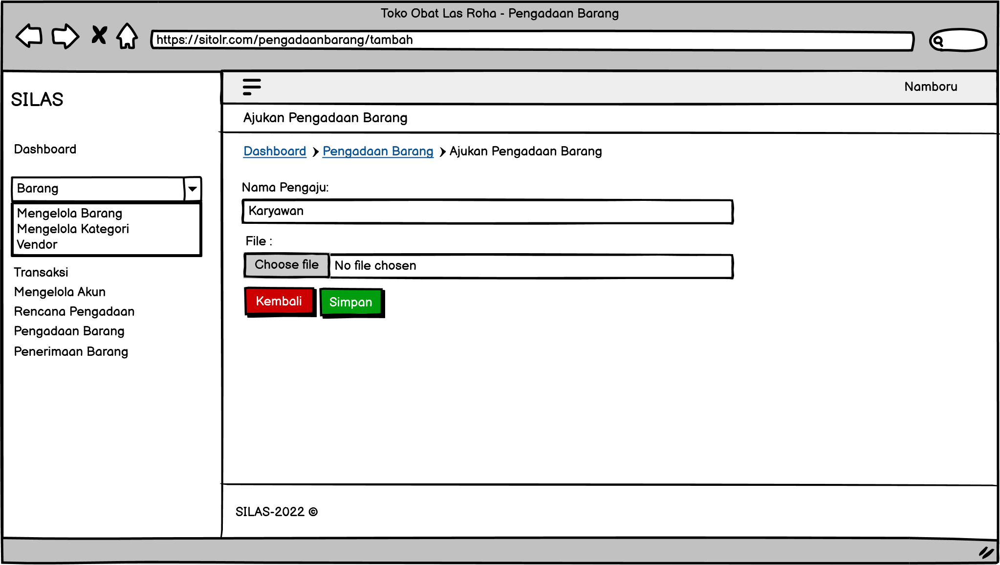 Toko Obat Las Roha - Pengadaan Barang
https://sitolr.com/pengadaanbarang/tambah
SILAS
Namboru
Ajukan Pengadaan Barang
Dashboard
Dashboard Pengadaan Barang Ajukan Pengadaan Barang
Barang
Mengelola Barang
Mengelola Kategori
Vendor
Transaksi
Mengelola Akun
Rencana Pengadaan
Pengadaan Barang
Penerimaan Barang
Nama Pengaju:
Karyawan
File :
Choose file No file chosen
Kembali Simpan
SILAS-2022 ©